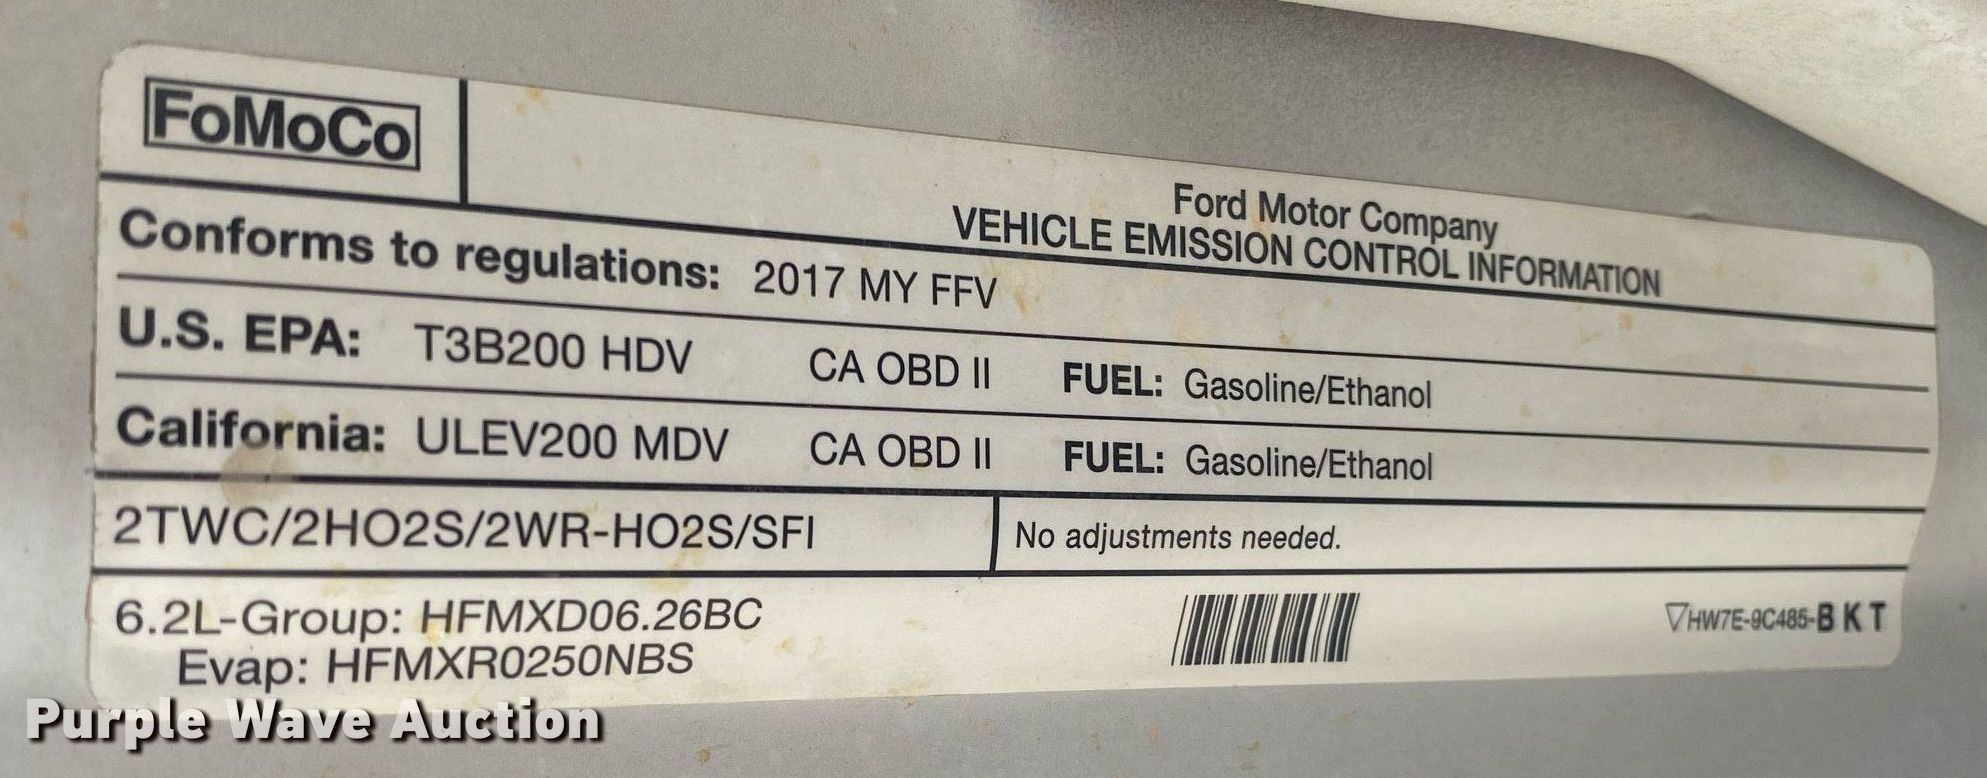 FoMoCo
Ford Motor Company
VEHICLE EMISSION CONTROL INFORMATION
Conforms to regulations: 2017 MY FFV
U.S. EPA: T3B200 HDV CA OBD II FUEL: Gasoline/Ethanol
California: ULEV200 MDV CA OBD II FUEL: Gasoline/Ethanol
2TWC/2HO2S/2WR-HO2S/SFI No adjustments needed.
6.2L-Group: HFMXD06.26BC
Evap: HFMXR0250NBS
▽HW7E-9C485-B K T
Purple Wave Auction